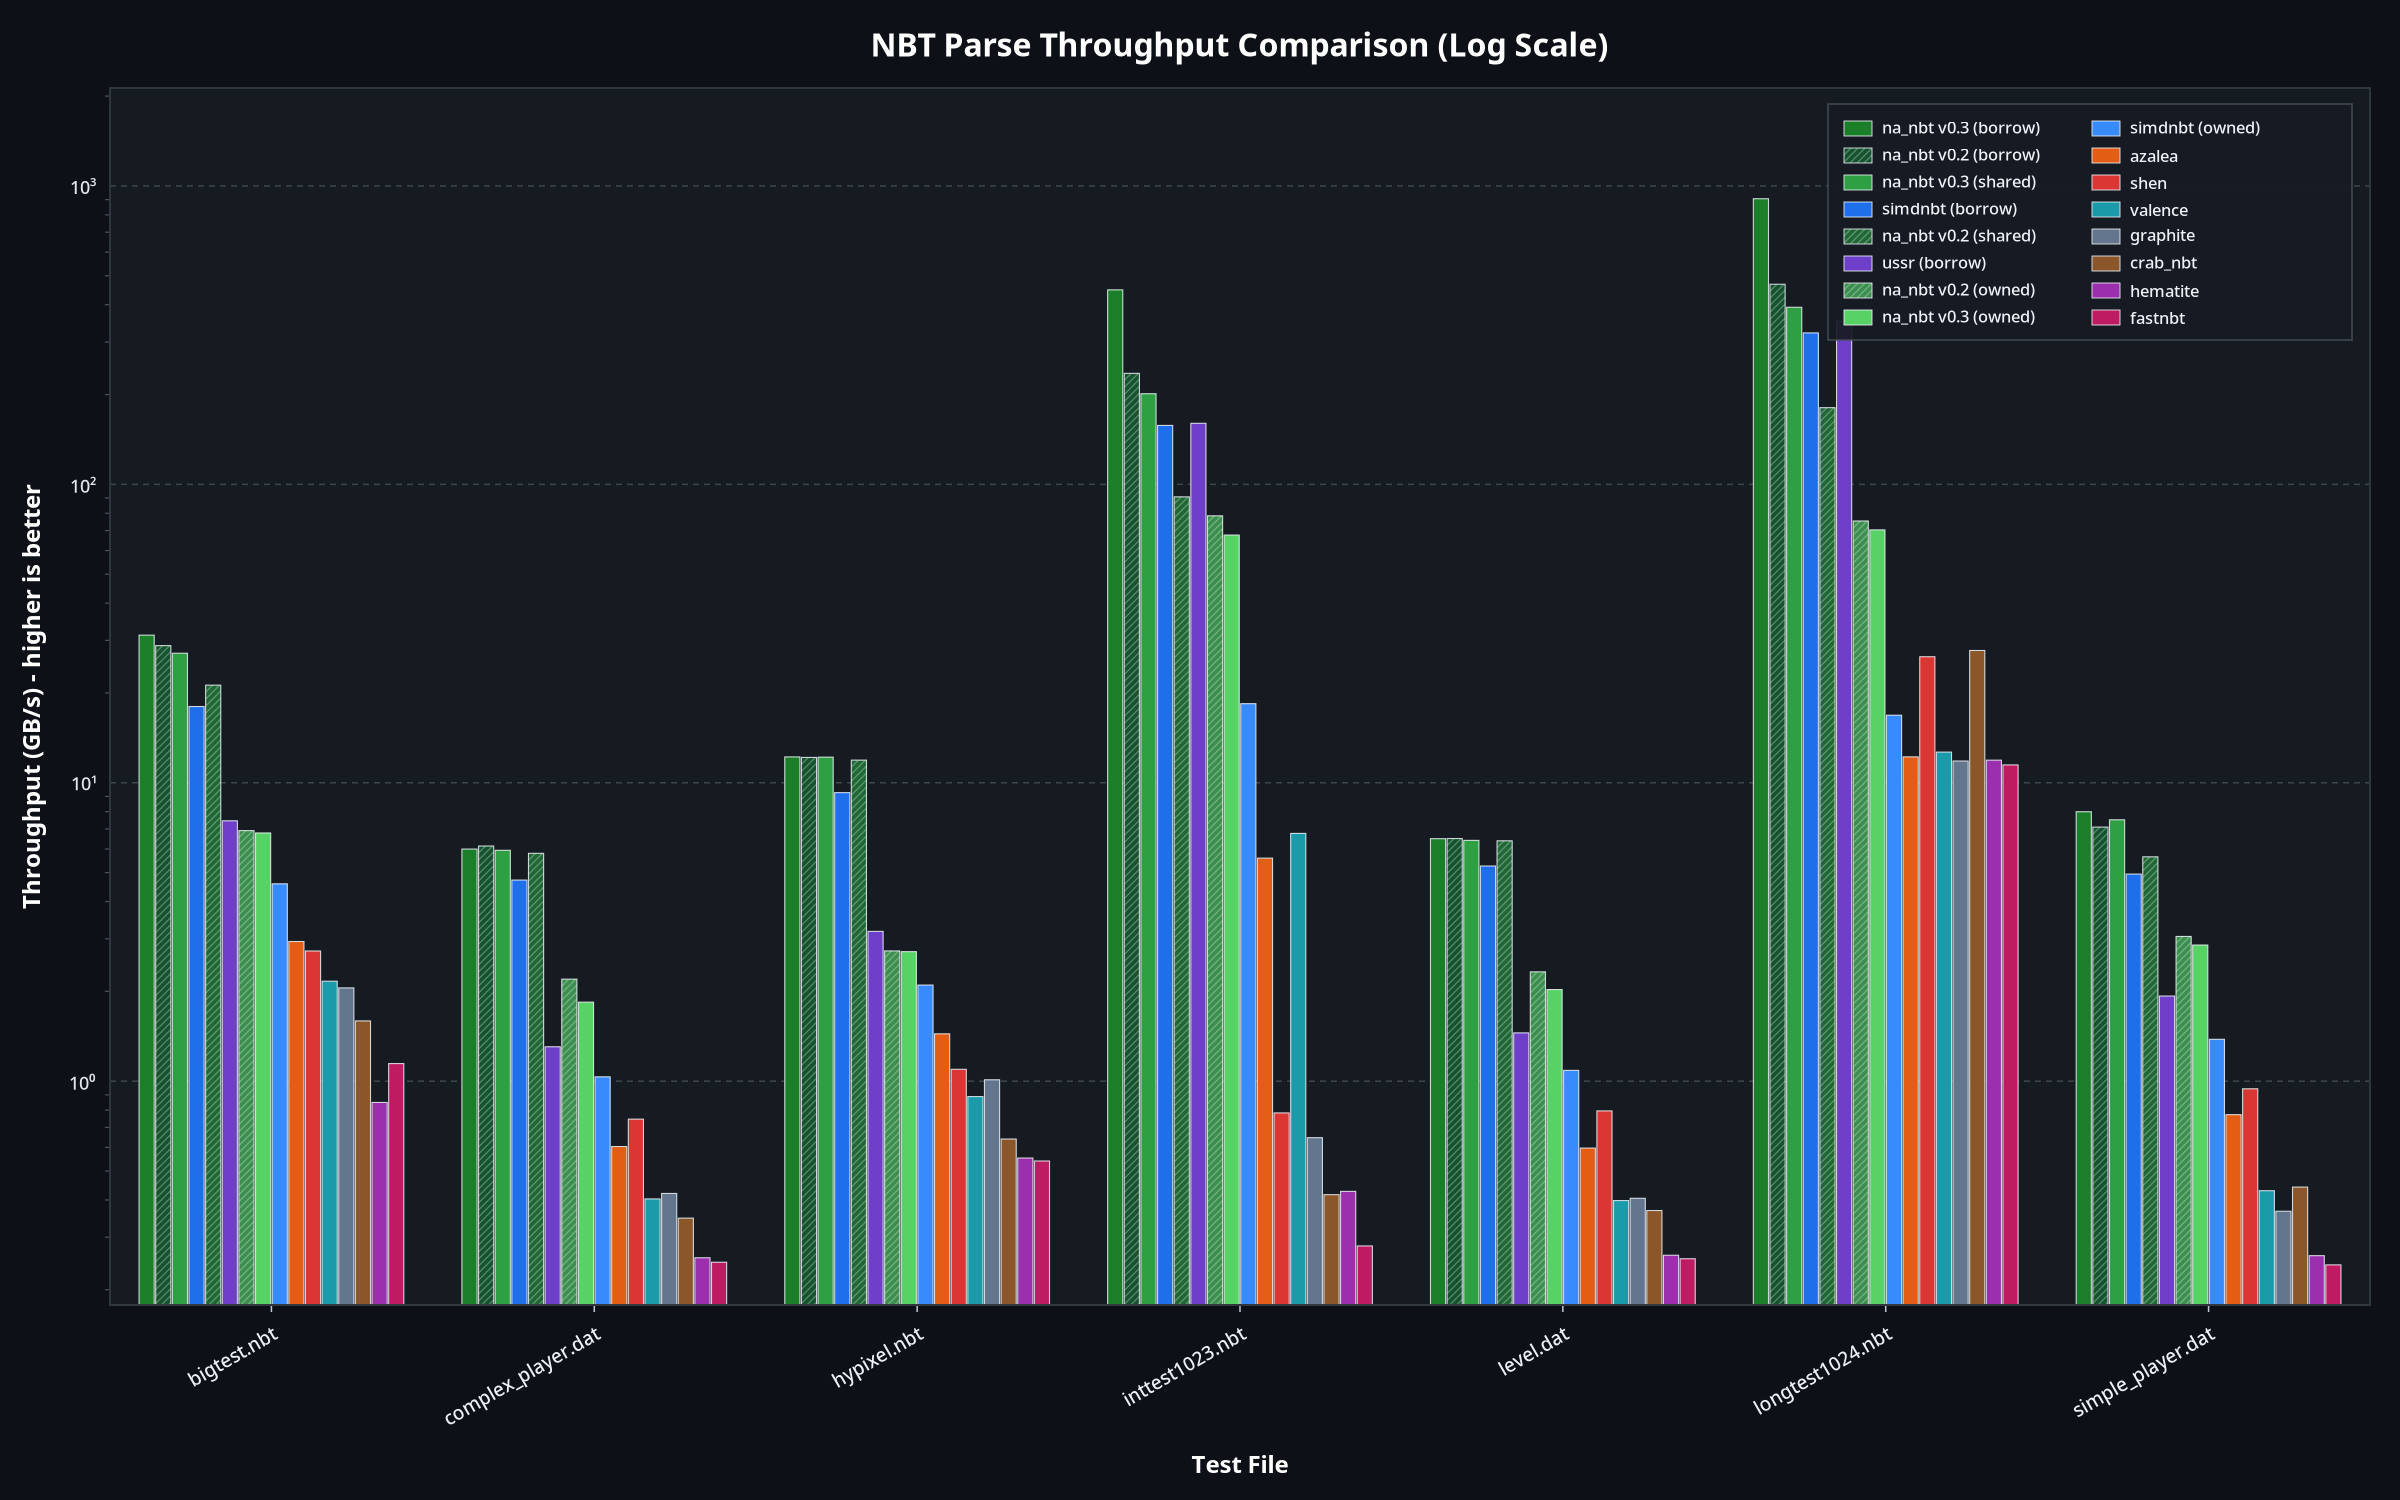 NBT Parse Throughput Comparison (Log Scale)
Throughput (GB/s) - higher is better
10³
10²
10¹
10⁰
na_nbt v0.3 (borrow)
na_nbt v0.2 (borrow)
na_nbt v0.3 (shared)
simdnbt (borrow)
na_nbt v0.2 (shared)
ussr (borrow)
na_nbt v0.2 (owned)
na_nbt v0.3 (owned)
simdnbt (owned)
azalea
shen
valence
graphite
crab_nbt
hematite
fastnbt
bigtest.nbt
complex_player.dat
hypixel.nbt
inttest1023.nbt
level.dat
longtest1024.nbt
simple_player.dat
Test File